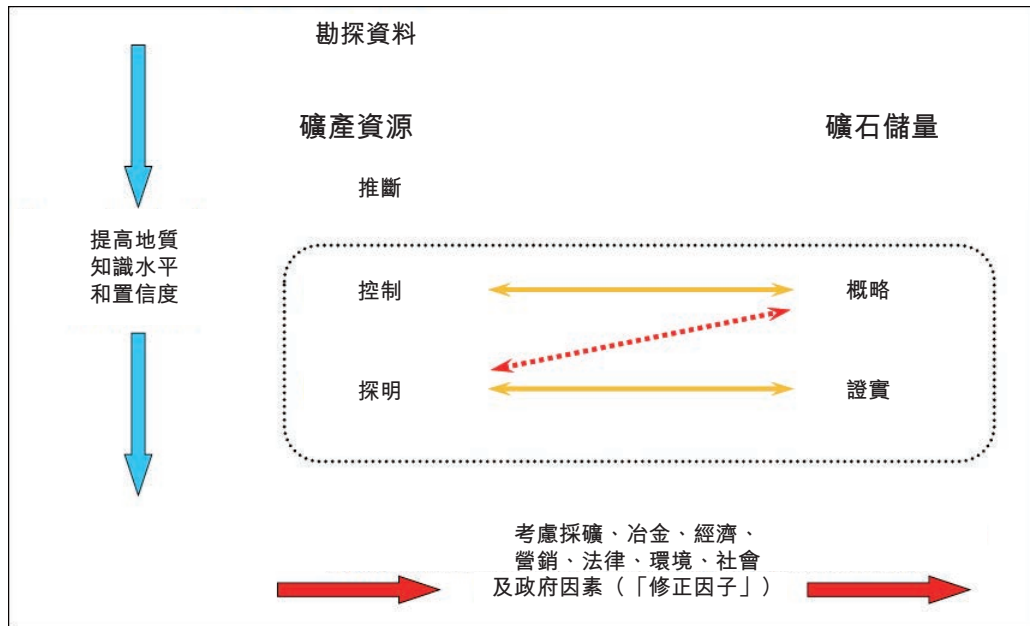 勘探資料
礦產資源
礦石儲量
推斷
提高地質
知識水平
和置信度
控制
概略
探明
證實
考慮採礦、冶金、經濟、
營銷、法律、環境、社會
及政府因素（「修正因子」）